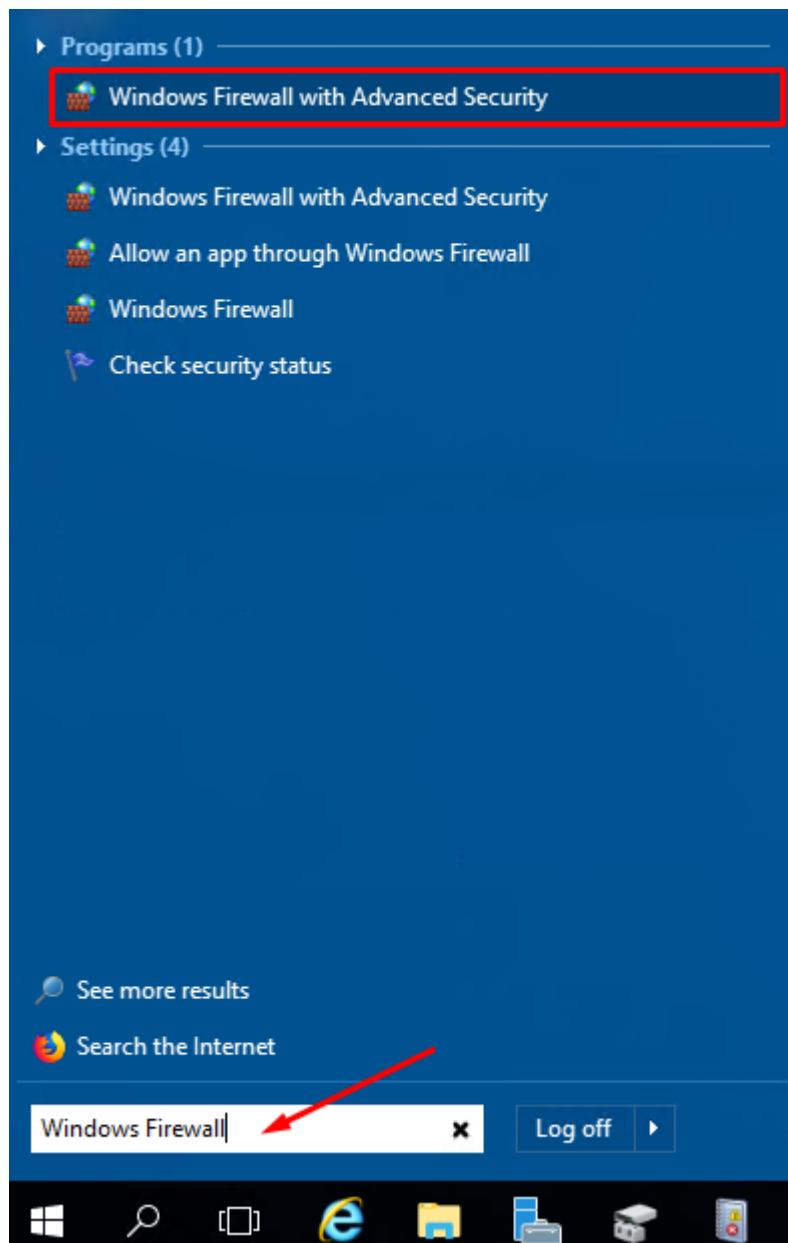 Programs (1)
Windows Firewall with Advanced Security
Settings (4)
Windows Firewall with Advanced Security
Allow an app through Windows Firewall
Windows Firewall
Check security status
See more results
Search the Internet
Windows Firewall
Log off